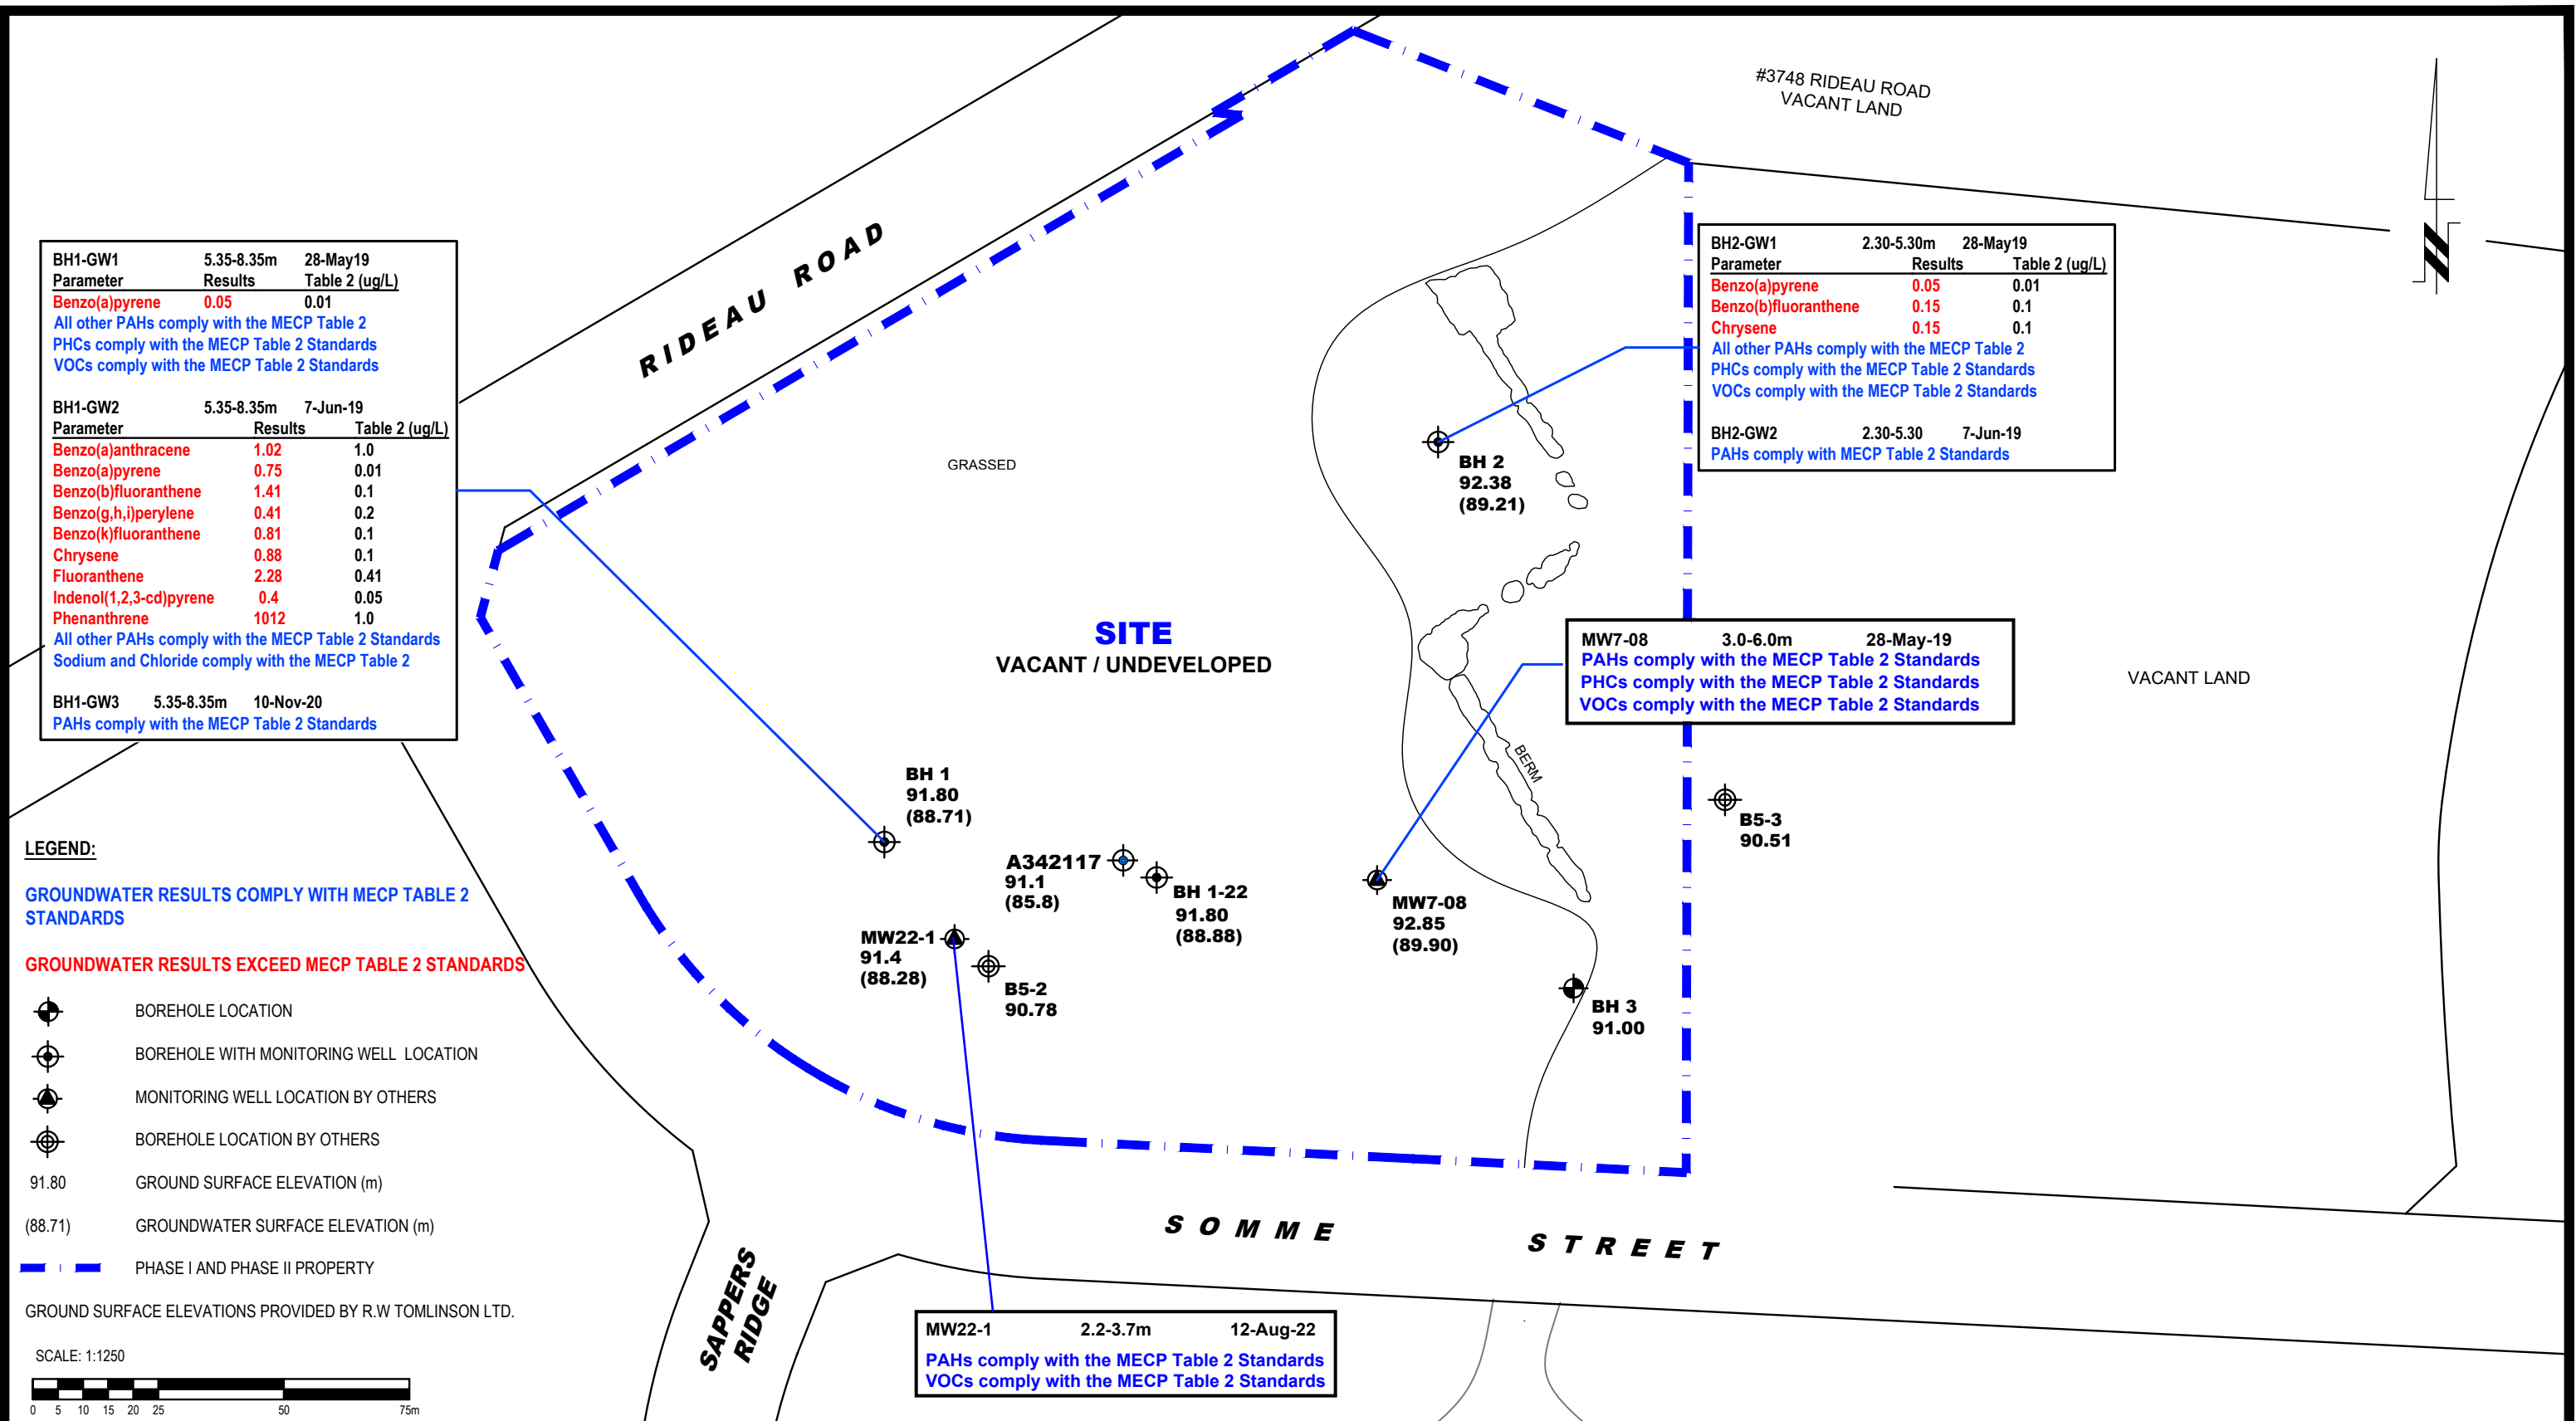 #3748 RIDEAU ROAD
VACANT LAND
RIDEAU ROAD
BH1-GW1 5.35-8.35m 28-May19
Parameter Results Table 2 (ug/L)
Benzo(a)pyrene 0.05 0.01
All other PAHs comply with the MECP Table 2
PHCs comply with the MECP Table 2 Standards
VOCs comply with the MECP Table 2 Standards
BH1-GW2 5.35-8.35m 7-Jun-19
Parameter Results Table 2 (ug/L)
Benzo(a)anthracene 1.02 1.0
Benzo(a)pyrene 0.75 0.01
Benzo(b)fluoranthene 1.41 0.1
Benzo(g,h,i)perylene 0.41 0.2
Benzo(k)fluoranthene 0.81 0.1
Chrysene 0.88 0.1
Fluoranthene 2.28 0.41
Indenol(1,2,3-cd)pyrene 0.4 0.05
Phenanthrene 1012 1.0
All other PAHs comply with the MECP Table 2 Standards
Sodium and Chloride comply with the MECP Table 2
BH1-GW3 5.35-8.35m 10-Nov-20
PAHs comply with the MECP Table 2 Standards
BH2-GW1 2.30-5.30m 28-May19
Parameter Results Table 2 (ug/L)
Benzo(a)pyrene 0.05 0.01
Benzo(b)fluoranthene 0.15 0.1
Chrysene 0.15 0.1
All other PAHs comply with the MECP Table 2
PHCs comply with the MECP Table 2 Standards
VOCs comply with the MECP Table 2 Standards
BH2-GW2 2.30-5.30 7-Jun-19
PAHs comply with MECP Table 2 Standards
N
GRASSED
BH 2
92.38
(89.21)
SITE
VACANT / UNDEVELOPED
MW7-08 3.0-6.0m 28-May-19
PAHs comply with the MECP Table 2 Standards
PHCs comply with the MECP Table 2 Standards
VOCs comply with the MECP Table 2 Standards
VACANT LAND
BERM
BH 1
91.80
(88.71)
B5-3
90.51
A342117
91.1
(85.8)
BH 1-22
91.80
(88.88)
MW7-08
92.85
(89.90)
MW22-1
91.4
(88.28)
B5-2
90.78
BH 3
91.00
LEGEND:
GROUNDWATER RESULTS COMPLY WITH MECP TABLE 2
STANDARDS
GROUNDWATER RESULTS EXCEED MECP TABLE 2 STANDARDS
BOREHOLE LOCATION
BOREHOLE WITH MONITORING WELL LOCATION
MONITORING WELL LOCATION BY OTHERS
BOREHOLE LOCATION BY OTHERS
91.80 GROUND SURFACE ELEVATION (m)
(88.71) GROUNDWATER SURFACE ELEVATION (m)
PHASE I AND PHASE II PROPERTY
GROUND SURFACE ELEVATIONS PROVIDED BY R.W TOMLINSON LTD.
SCALE: 1:1250
0 5 10 15 20 25 50 75m
SOMME STREET
SAPPERS
RIDGE
MW22-1 2.2-3.7m 12-Aug-22
PAHs comply with the MECP Table 2 Standards
VOCs comply with the MECP Table 2 Standards